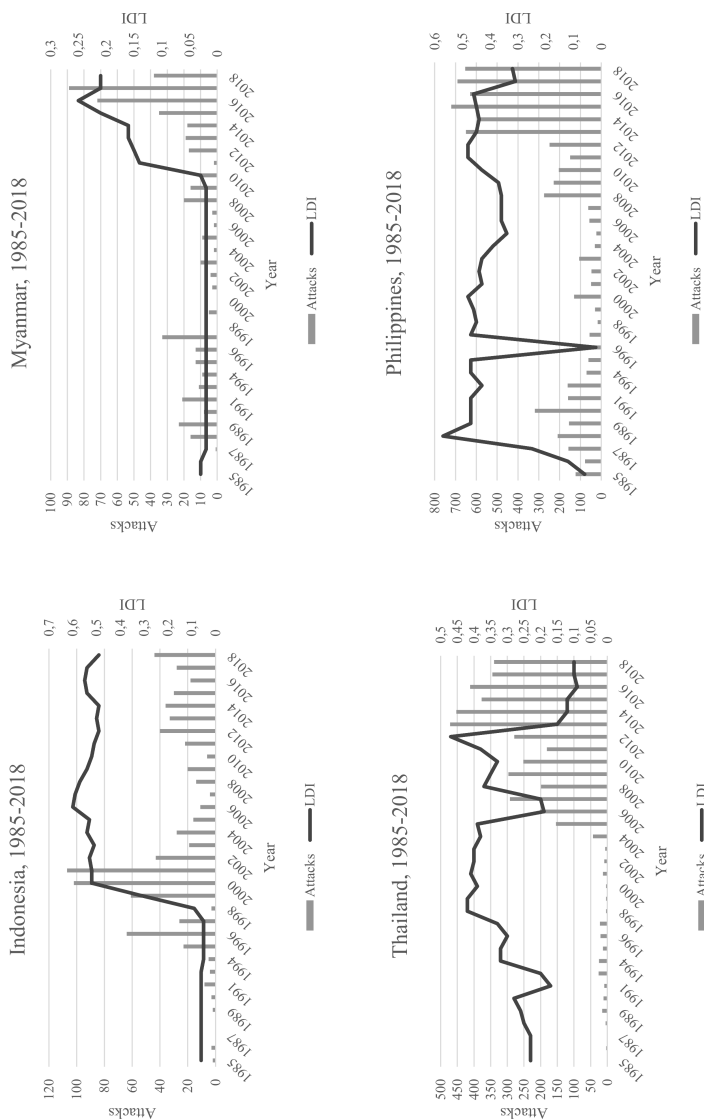 Indonesia, 1985-2018
120
100
80
60
40
20
0
Attacks
0,7
0,6
0,5
0,4
0,3
0,2
0,1
0
LDI
1985 1987 1989 1991 1994 1996 1998 2000 2002 2004 2006 2008 2010 2012 2014 2016 2018
Year
Attacks LDI
Myanmar, 1985-2018
100
90
80
70
60
50
40
30
20
10
0
Attacks
0,3
0,25
0,2
0,15
0,1
0,05
0
LDI
1985 1987 1989 1991 1994 1996 1998 2000 2002 2004 2006 2008 2010 2012 2014 2016 2018
Year
Attacks LDI
Thailand, 1985-2018
500
450
400
350
300
250
200
150
100
50
0
Attacks
0,5
0,45
0,4
0,35
0,3
0,25
0,2
0,15
0,1
0,05
0
LDI
1985 1987 1989 1991 1994 1996 1998 2000 2002 2004 2006 2008 2010 2012 2014 2016 2018
Year
Attacks LDI
Philippines, 1985-2018
800
700
600
500
400
300
200
100
0
Attacks
0,6
0,5
0,4
0,3
0,2
0,1
0
LDI
1985 1987 1989 1991 1994 1996 1998 2000 2002 2004 2006 2008 2010 2012 2014 2016 2018
Year
Attacks LDI